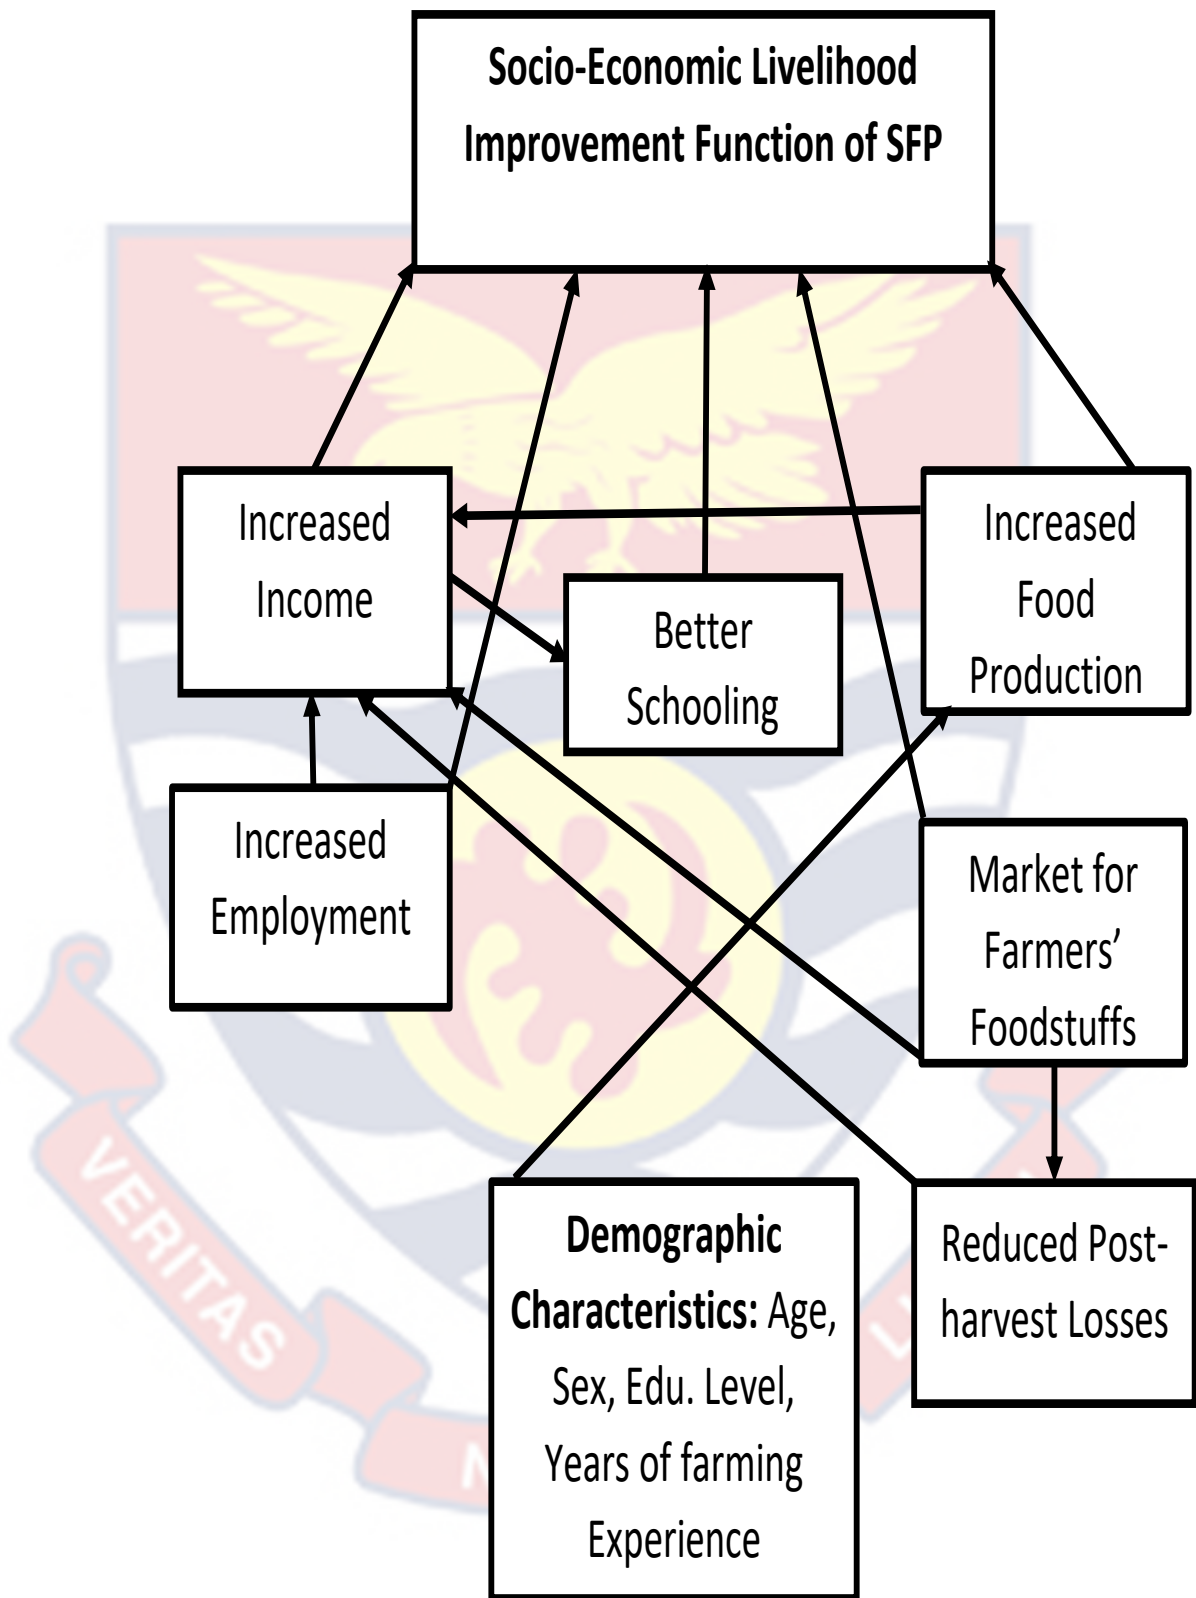 Socio-Economic Livelihood
Improvement Function of SFP
Increased
Income
Better
Schooling
Increased
Food
Production
Increased
Employment
Market for
Farmers’
Foodstuffs
Demographic
Characteristics: Age,
Sex, Edu. Level,
Years of farming
Experience
Reduced Post-
harvest Losses
VERITAS